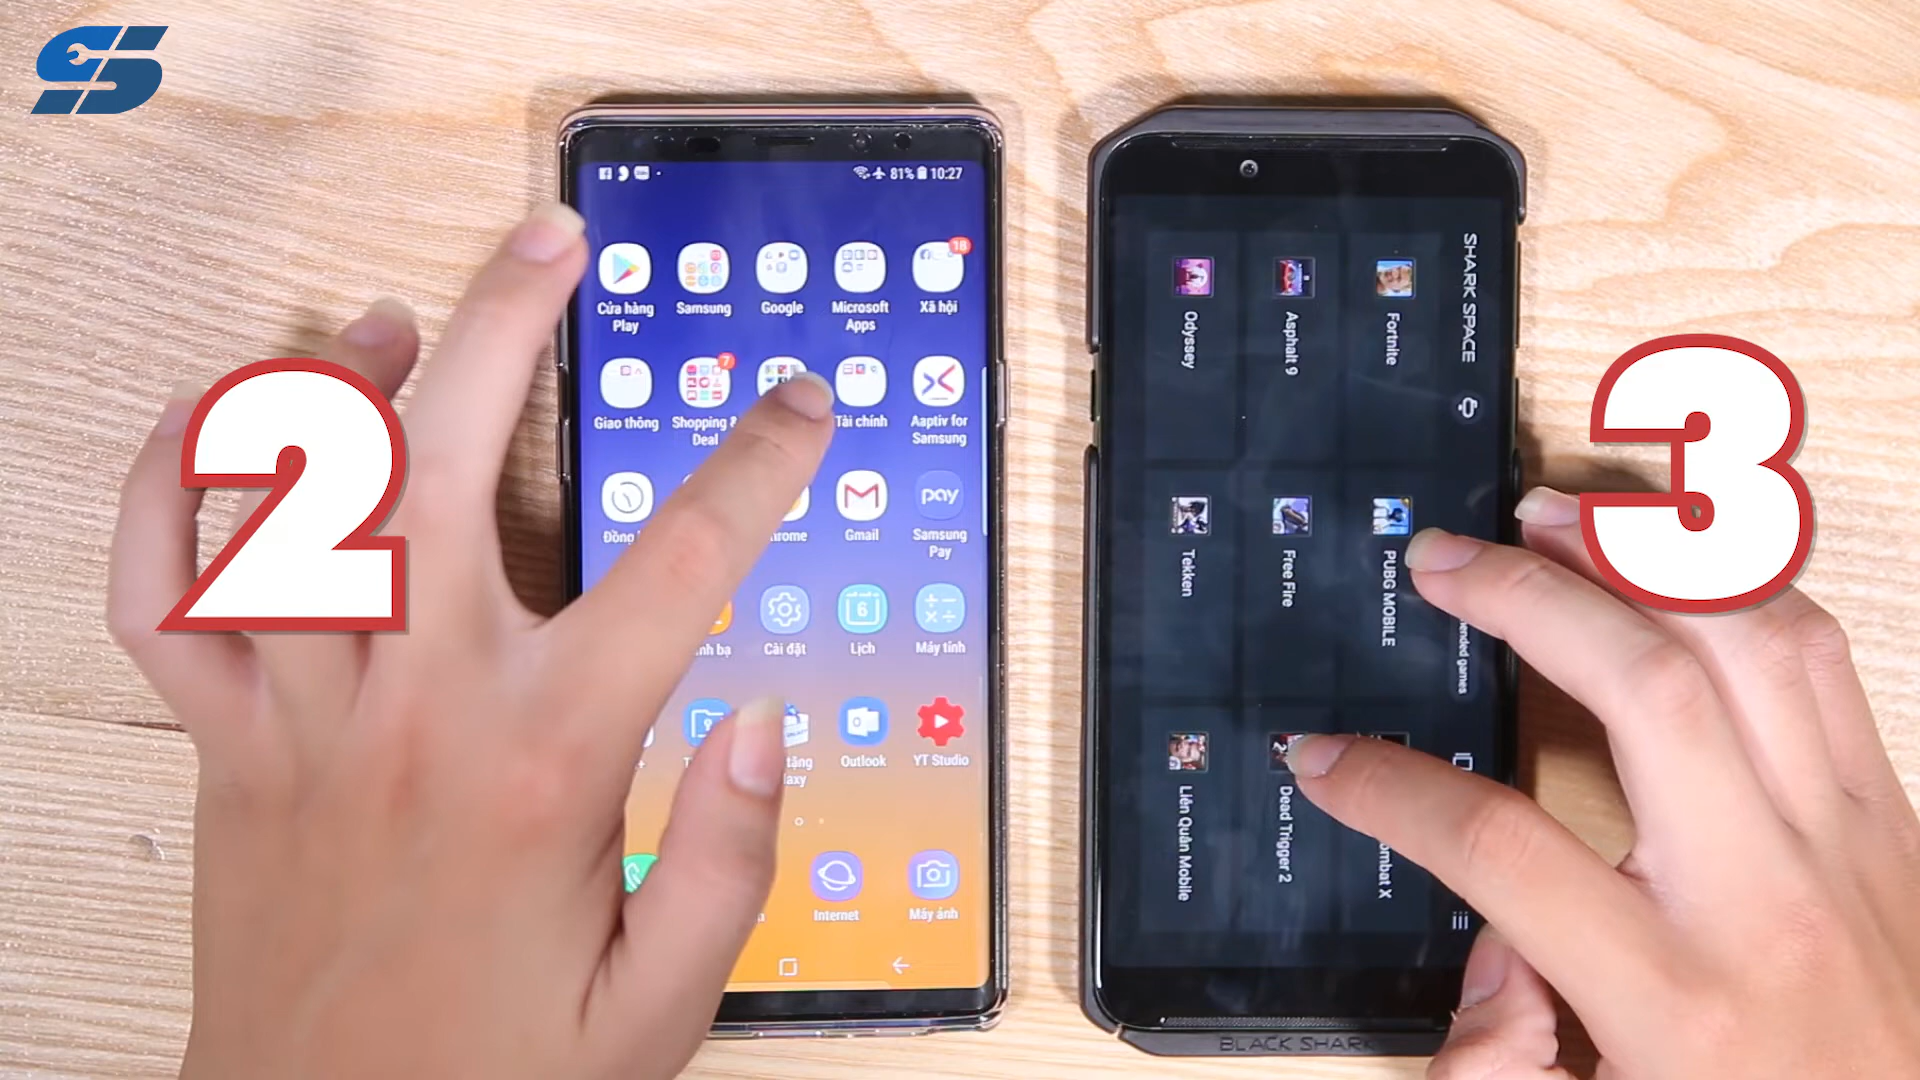 81% 10:27
18
Cửa hàng
Play
Samsung
Google
Microsoft
Apps
Xã hội
7
Giao thông
Shopping &
Deal
Tài chính
Aaptiv for
Samsung
pay
Gmail
Samsung
Pay
6
Cài đặt
Lịch
Máy tính
Outlook
YT Studio
Internet
Máy ảnh
2
3
SHARK SPACE
Fortnite
PUBG MOBILE
Asphalt 9
Free Fire
Dead Trigger 2
Odyssey
Tekken
Liên Quân Mobile
games
BLACK SHARK